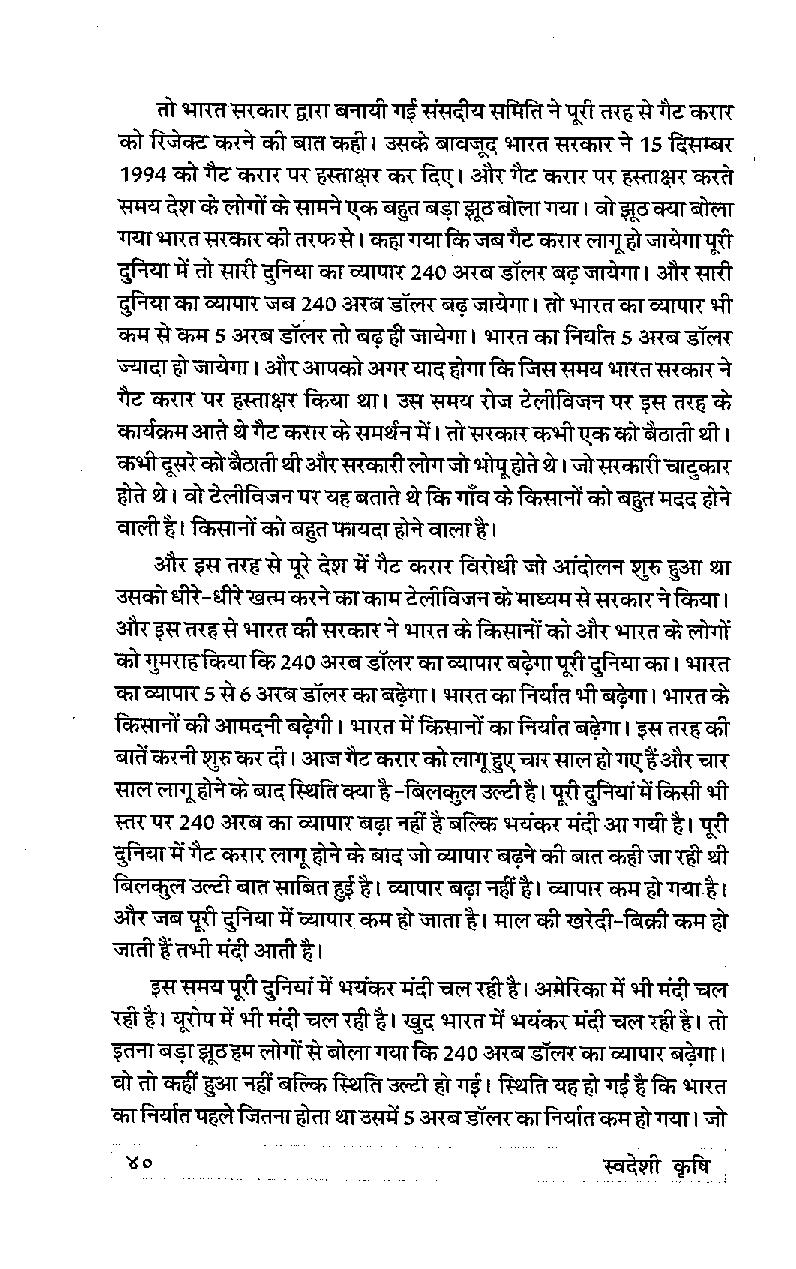 तो भारत सरकार द्वारा बनायी गई संसदीय समिति ने पूरी तरह से गैट करार
को रिजेक्ट करने की बात कही। उसके बावजूद भारत सरकार ने 15 दिसम्बर
1994 को गैट करार पर हस्ताक्षर कर दिए। और गैट करार पर हस्ताक्षर करते
समय देश के लोगों के सामने एक बहुत बड़ा झूठ बोला गया। वो झूठ क्या बोला
गया भारत सरकार की तरफ से। कहा गया कि जब गैट करार लागू हो जायेगा पूरी
दुनिया में तो सारी दुनिया का व्यापार 240 अरब डॉलर बढ़ जायेगा। और सारी
दुनिया का व्यापार जब 240 अरब डॉलर बढ़ जायेगा। तो भारत का व्यापार भी
कम से कम 5 अरब डॉलर तो बढ़ ही जायेगा। भारत का निर्यात 5 अरब डॉलर
ज्यादा हो जायेगा। और आपको अगर याद होगा कि जिस समय भारत सरकार ने
गैट करार पर हस्ताक्षर किया था। उस समय रोज टेलीविजन पर इस तरह के
कार्यक्रम आते थे गैट करार के समर्थन में। तो सरकार कभी एक को बैठाती थी।
कभी दूसरे को बैठाती थी और सरकारी लोग जो भोपू होते थे। जो सरकारी चाटुकार
होते थे। वो टेलीविजन पर यह बताते थे कि गाँव के किसानों को बहुत मदद होने
वाली है। किसानों को बहुत फायदा होने वाला है।
और इस तरह से पूरे देश में गैट करार विरोधी जो आंदोलन शुरु हुआ था
उसको धीरे-धीरे खत्म करने का काम टेलीविजन के माध्यम से सरकार ने किया।
और इस तरह से भारत की सरकार ने भारत के किसानों को और भारत के लोगों
को गुमराह किया कि 240 अरब डॉलर का व्यापार बढ़ेगा पूरी दुनिया का। भारत
का व्यापार 5 से 6 अरब डॉलर का बढ़ेगा। भारत का निर्यात भी बढ़ेगा। भारत के
किसानों की आमदनी बढ़ेगी। भारत में किसानों का निर्यात बढ़ेगा। इस तरह की
बातें करनी शुरु कर दी। आज गैट करार को लागू हुए चार साल हो गए हैं और चार
साल लागू होने के बाद स्थिति क्या है-बिलकुल उल्टी है। पूरी दुनियां में किसी भी
स्तर पर 240 अरब का व्यापार बढ़ा नहीं है बल्कि भयंकर मंदी आ गयी है। पूरी
दुनिया में गैट करार लागू होने के बाद जो व्यापार बढ़ने की बात कही जा रही थी
बिलकुल उल्टी बात साबित हुई है। व्यापार बढ़ा नहीं है। व्यापार कम हो गया है।
और जब पूरी दुनिया में व्यापार कम हो जाता है। माल की खरेदी-बिक्री कम हो
जाती हैं तभी मंदी आती है।
इस समय पूरी दुनियां में भयंकर मंदी चल रही है। अमेरिका में भी मंदी चल
रही है। यूरोप में भी मंदी चल रही है। खुद भारत में भयंकर मंदी चल रही है। तो
इतना बड़ा झूठ हम लोगों से बोला गया कि 240 अरब डॉलर का व्यापार बढ़ेगा।
वो तो कहीं हुआ नहीं बल्कि स्थिति उल्टी हो गई। स्थिति यह हो गई है कि भारत
का निर्यात पहले जितना होता था उसमें 5 अरब डॉलर का निर्यात कम हो गया। जो
४० स्वदेशी कृषि